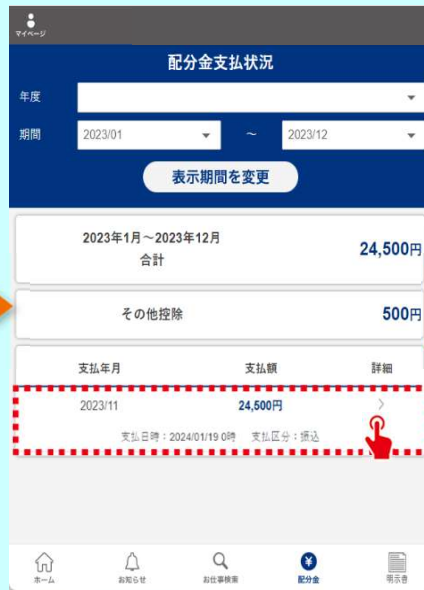 マイページ
配分金支払状況
年度
期間 2023/01 ～ 2023/12
表示期間を変更
2023年1月～2023年12月
合計
24,500円
その他控除 500円
支払年月 支払額 詳細
2023/11 24,500円 〉
支払日時：2024/01/19 0時 支払区分：振込
ホーム お知らせ お仕事検索 配分金 明示書